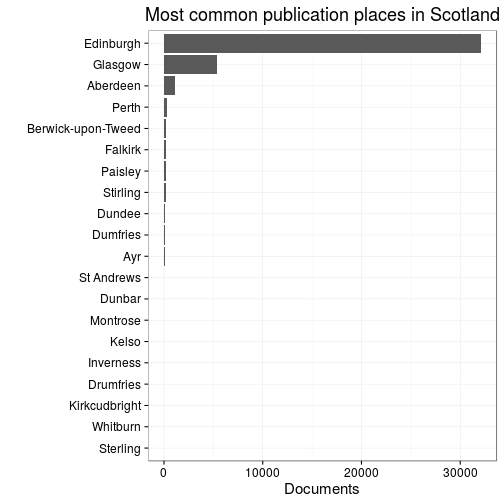 Most common publication places in Scotland
Edinburgh
Glasgow
Aberdeen
Perth
Berwick-upon-Tweed
Falkirk
Paisley
Stirling
Dundee
Dumfries
Ayr
St Andrews
Dunbar
Montrose
Kelso
Inverness
Drumfries
Kirkcudbright
Whitburn
Sterling
0 10000 20000 30000
Documents